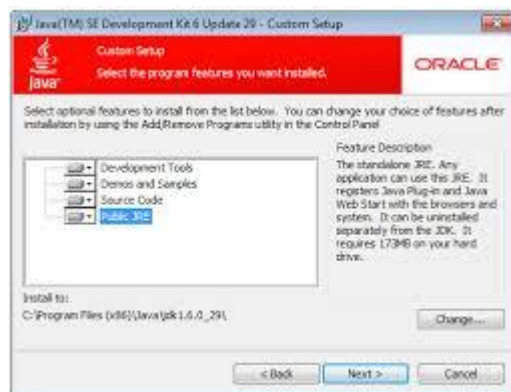 Java(TM) SE Development Kit 6 Update 29 - Custom Setup
Java
Custom Setup
Select the program features you want installed.
ORACLE
Select optional features to install from the list below. You can change your choice of features after
installation by using the Add/Remove Programs utility in the Control Panel
Development Tools
Demos and Samples
Source Code
Public JRE
Feature Description
The standalone JRE. Any
application can use this JRE. It
registers Java Plug-in and Java
Web Start with the browsers and
system. It can be uninstalled
separately from the JDK. It
requires 173MB on your hard
drive.
Install to:
C:\Program Files (x86)\Java\jdk1.6.0_29\
Change...
< Back
Next >
Cancel